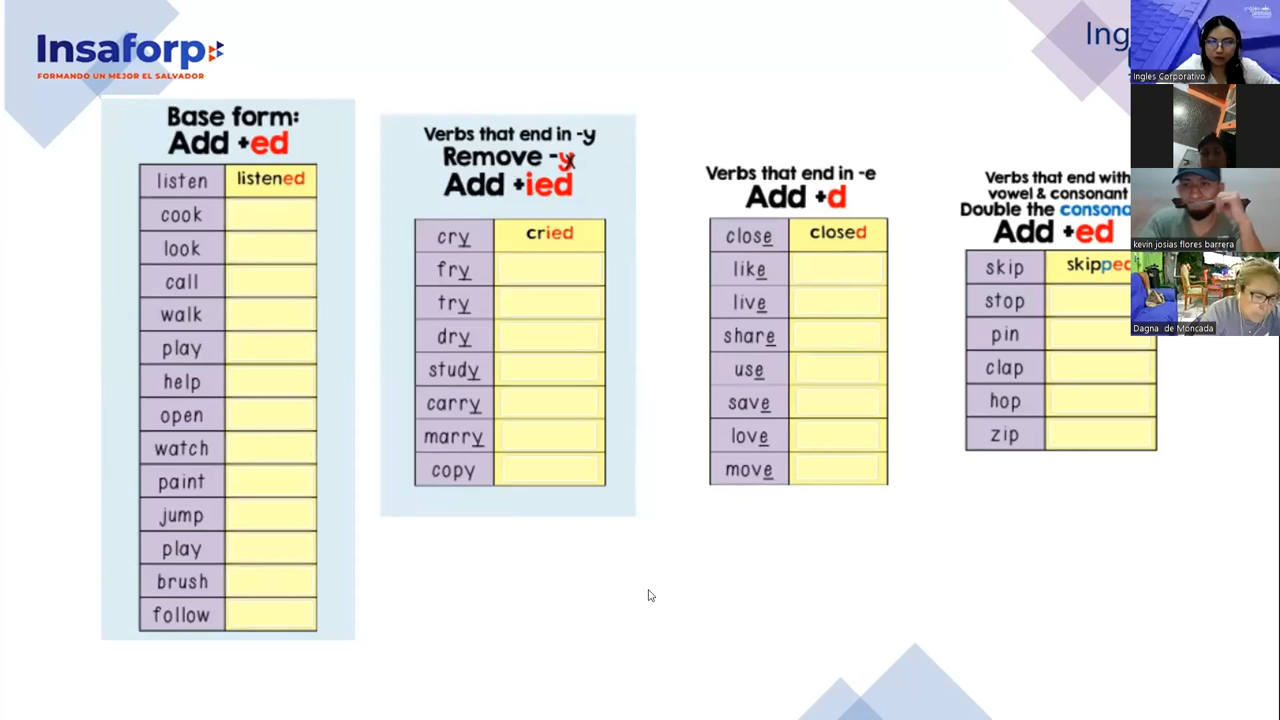 Insaforp
FORMANDO UN MEJOR EL SALVADOR
Ing
Base form:
Add +ed
listen listened
cook
look
call
walk
play
help
open
watch
paint
jump
play
brush
follow
Verbs that end in -y
Remove -y
Add +ied
cry cried
fry
try
dry
study
carry
marry
copy
Verbs that end in -e
Add +d
close closed
like
live
share
use
save
love
move
Verbs that end with
vowel & consonant
Double the consona
Add +ed
skip skipped
stop
pin
clap
hop
zip
Ingles Corporativo
kevin josias flores barrera
Dagna de Moncada